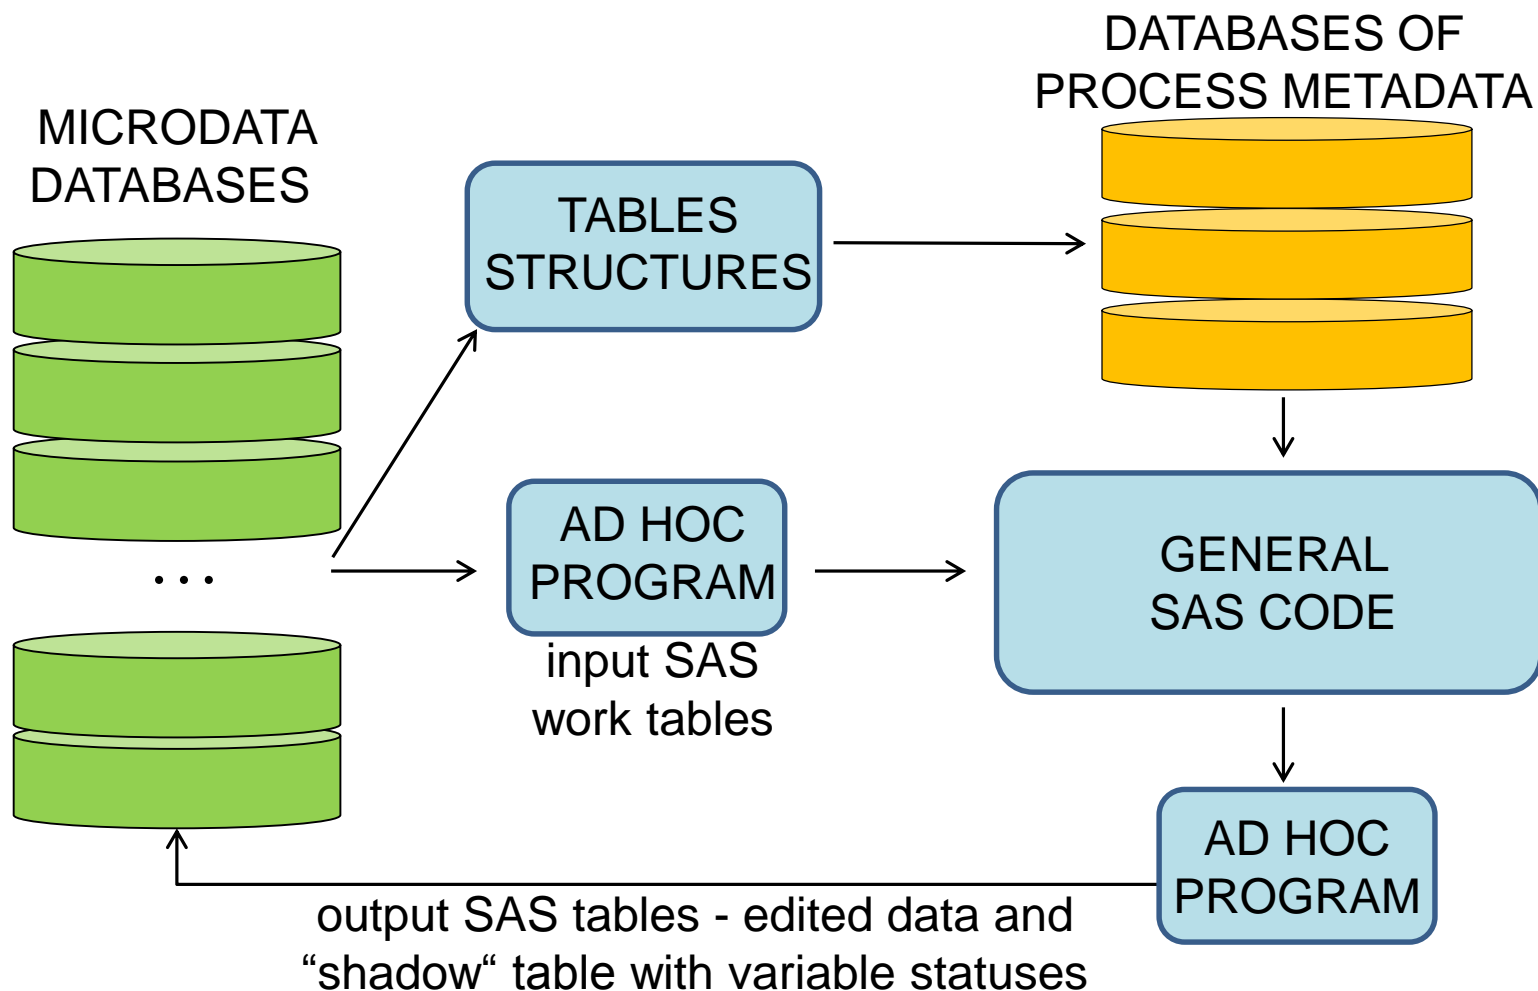 DATABASES OF
PROCESS METADATA
MICRODATA
DATABASES
TABLES
STRUCTURES
AD HOC
PROGRAM
input SAS
work tables
GENERAL
SAS CODE
. . .
AD HOC
PROGRAM
output SAS tables - edited data and
“shadow“ table with variable statuses